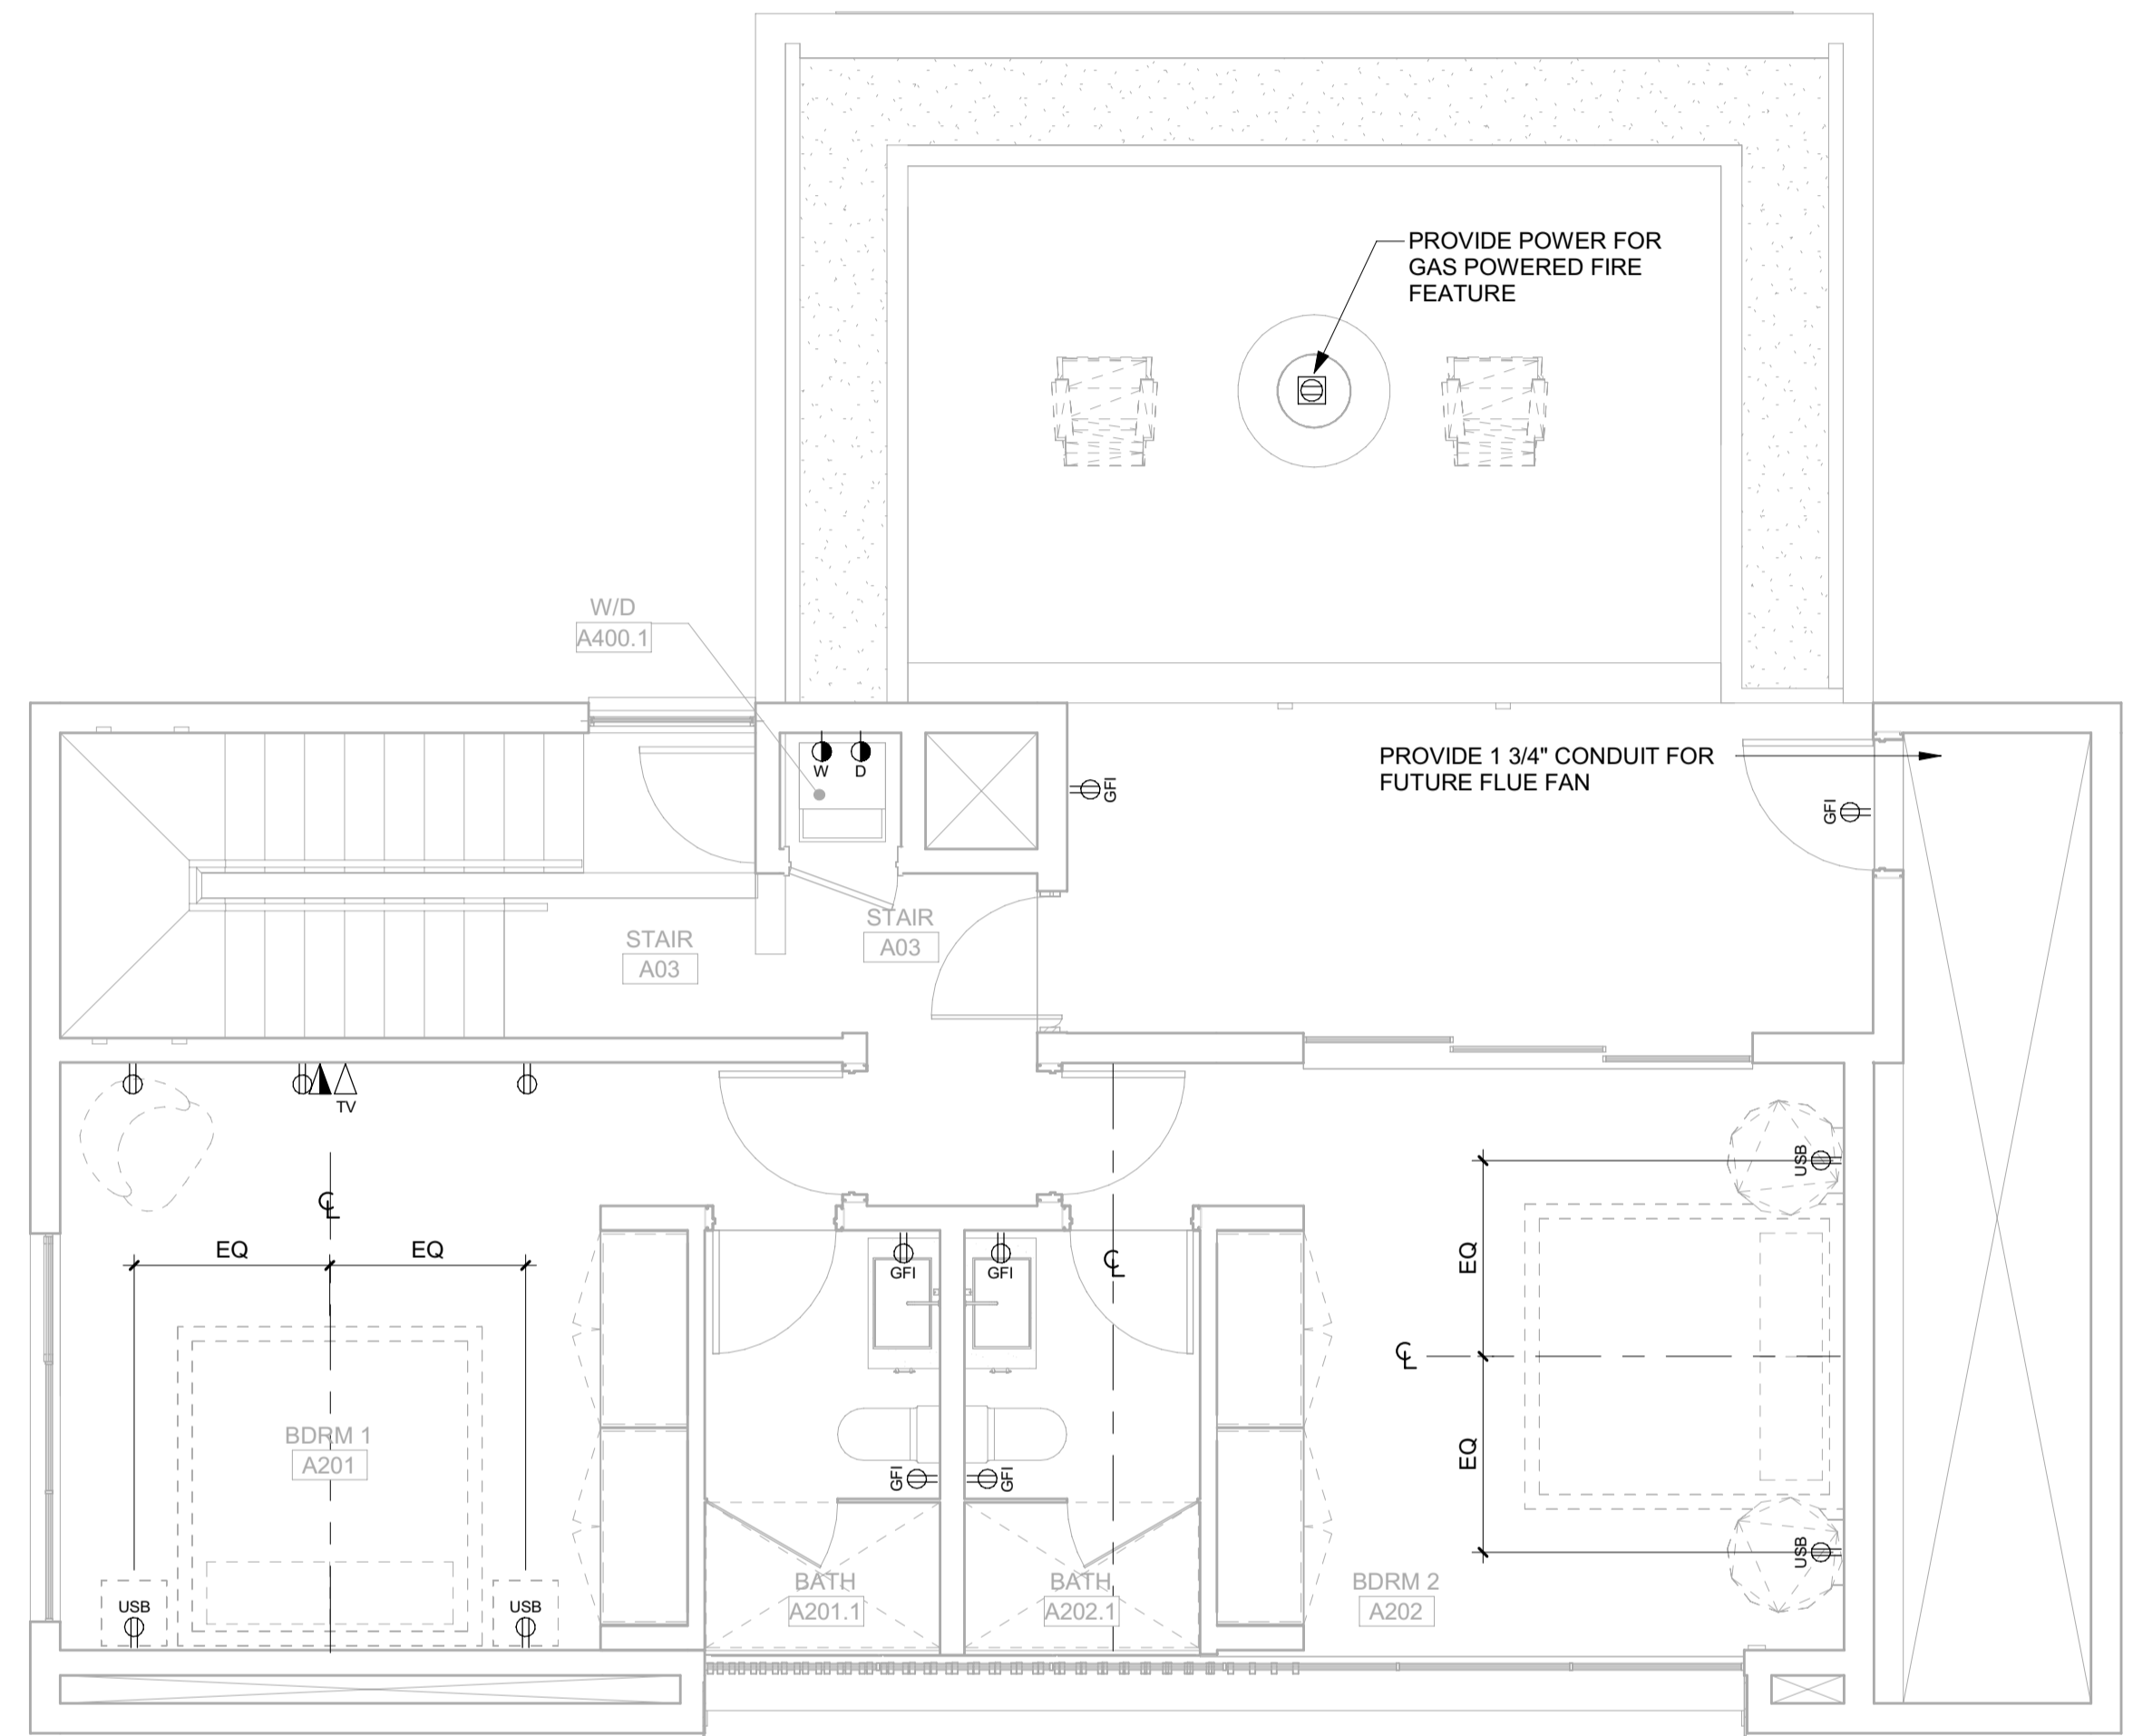 PROVIDE POWER FOR
GAS POWERED FIRE
FEATURE
W/D
A400.1
W
D
GFI
PROVIDE 1 3/4" CONDUIT FOR
FUTURE FLUE FAN
GFI
STAIR
A03
STAIR
A03
TV
USB
℄
EQ
EQ
GFI
GFI
℄
EQ
℄
BDRM 1
A201
EQ
GFI
GFI
USB
USB
USB
BATH
A201.1
BATH
A202.1
BDRM 2
A202